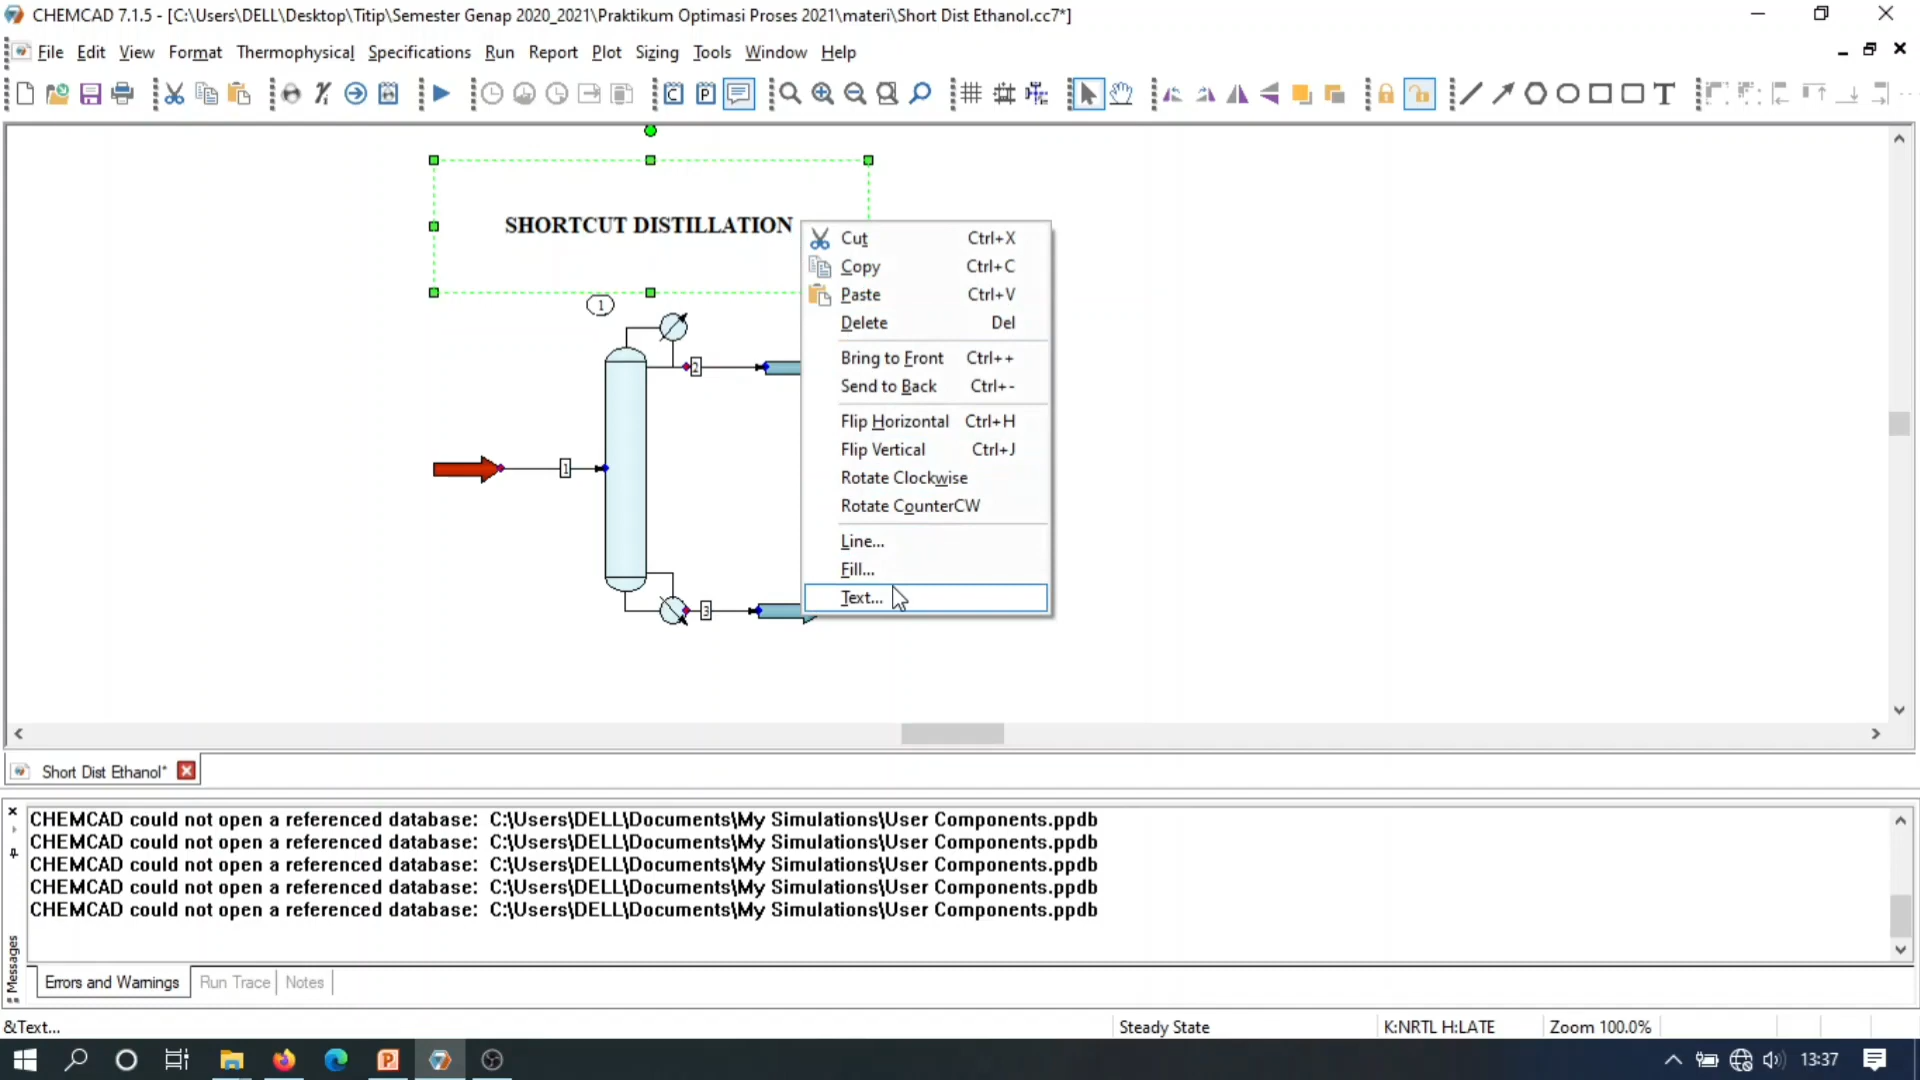 CHEMCAD 7.1.5 - [C:\Users\DELL\Desktop\Titip\Semester Genap 2020_2021\Praktikum Optimasi Proses 2021\materi\Short Dist Ethanol.cc7*]
File Edit View Format Thermophysical Specifications Run Report Plot Sizing Tools Window Help
C P T
SHORTCUT DISTILLATION
Cut Ctrl+X
Copy Ctrl+C
Paste Ctrl+V
Delete Del
Bring to Front Ctrl++
Send to Back Ctrl+-
Flip Horizontal Ctrl+H
Flip Vertical Ctrl+J
Rotate Clockwise
Rotate CounterCW
Line...
Fill...
Text...
1
2
1
3
Short Dist Ethanol*
CHEMCAD could not open a referenced database: C:\Users\DELL\Documents\My Simulations\User Components.ppdb
CHEMCAD could not open a referenced database: C:\Users\DELL\Documents\My Simulations\User Components.ppdb
CHEMCAD could not open a referenced database: C:\Users\DELL\Documents\My Simulations\User Components.ppdb
CHEMCAD could not open a referenced database: C:\Users\DELL\Documents\My Simulations\User Components.ppdb
CHEMCAD could not open a referenced database: C:\Users\DELL\Documents\My Simulations\User Components.ppdb
Messages
Errors and Warnings Run Trace Notes
&Text... Steady State K:NRTL H:LATE Zoom 100.0%
13:37